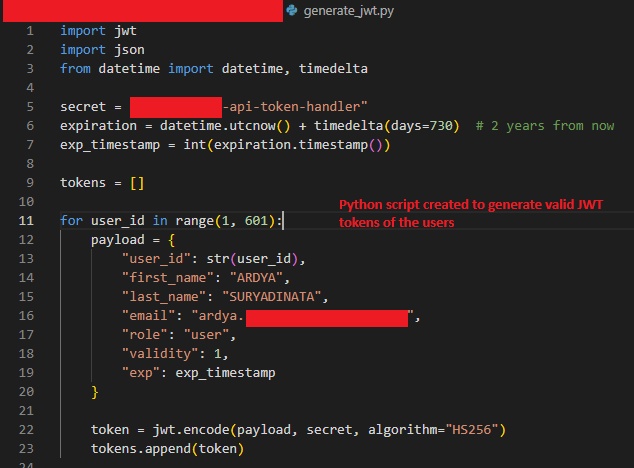 generate_jwt.py
1 import jwt
2 import json
3 from datetime import datetime, timedelta
4
5 secret = -api-token-handler"
6 expiration = datetime.utcnow() + timedelta(days=730)  # 2 years from now
7 exp_timestamp = int(expiration.timestamp())
8
9 tokens = []
10
11 for user_id in range(1, 601):
Python script created to generate valid JWT
tokens of the users
12     payload = {
13         "user_id": str(user_id),
14         "first_name": "ARDYA",
15         "last_name": "SURYADINATA",
16         "email": "ardya.",
17         "role": "user",
18         "validity": 1,
19         "exp": exp_timestamp
20     }
21
22     token = jwt.encode(payload, secret, algorithm="HS256")
23     tokens.append(token)
24